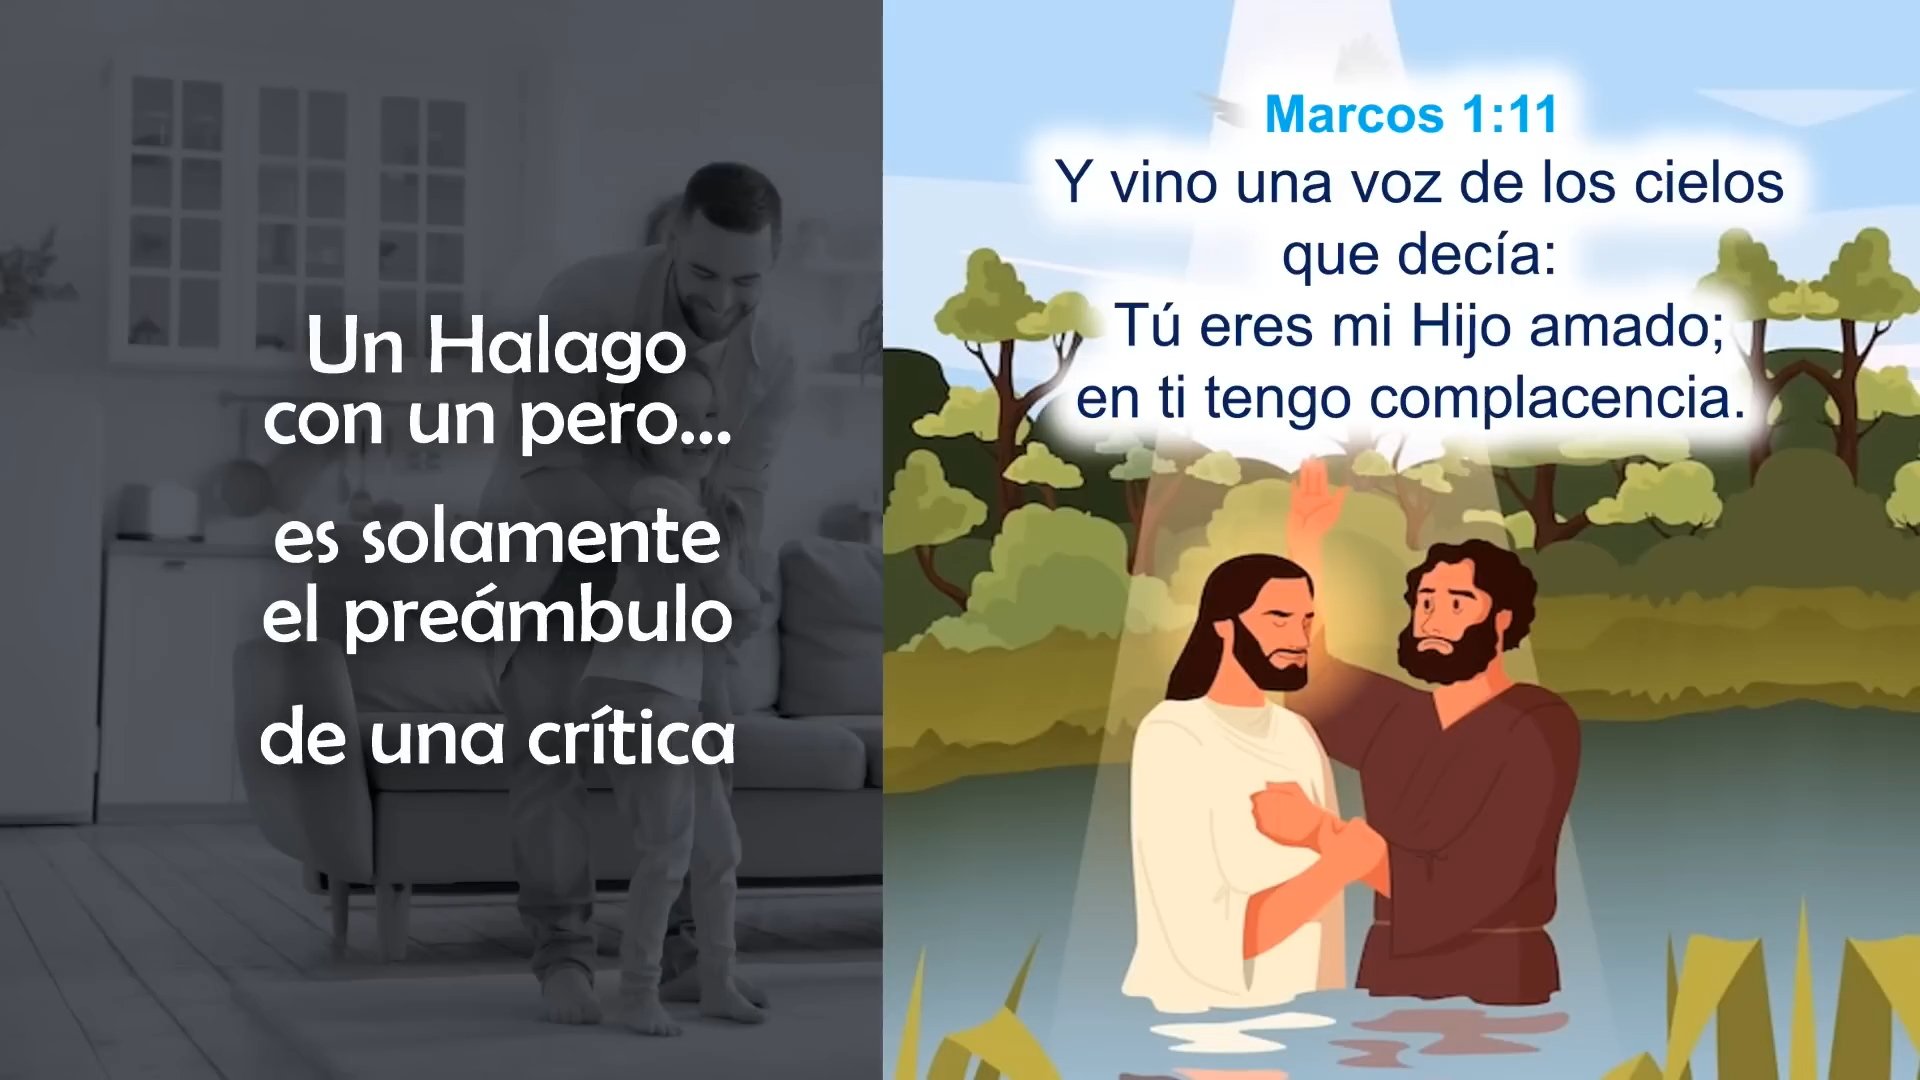 Un Halago
con un pero...
es solamente
el preámbulo
de una crítica
Marcos 1:11
Y vino una voz de los cielos
que decía:
Tú eres mi Hijo amado;
en ti tengo complacencia.